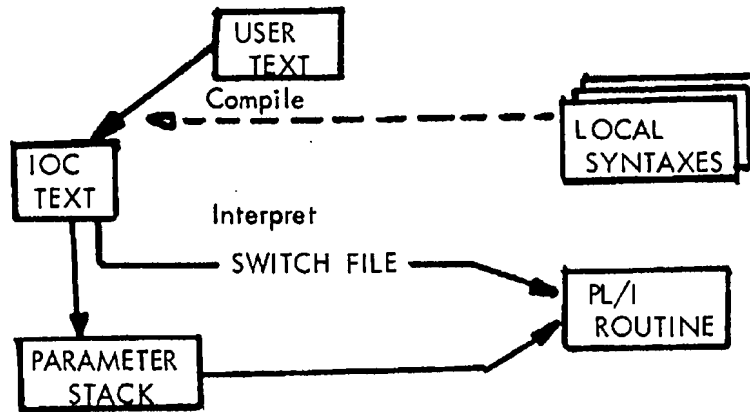 USER
TEXT
Compile
LOCAL
SYNTAXES
IOC
TEXT
Interpret
SWITCH FILE
PL/I
ROUTINE
PARAMETER
STACK